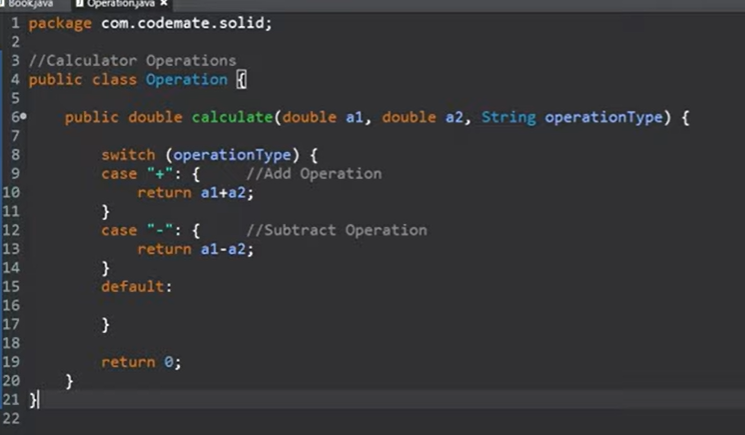 Book.java Operation.java
1 package com.codemate.solid;
2
3 //Calculator Operations
4 public class Operation {
5
6 public double calculate(double a1, double a2, String operationType) {
7
8 switch (operationType) {
9 case "+": { //Add Operation
10 return a1+a2;
11 }
12 case "-": { //Subtract Operation
13 return a1-a2;
14 }
15 default:
16
17 }
18
19 return 0;
20 }
21 }
22